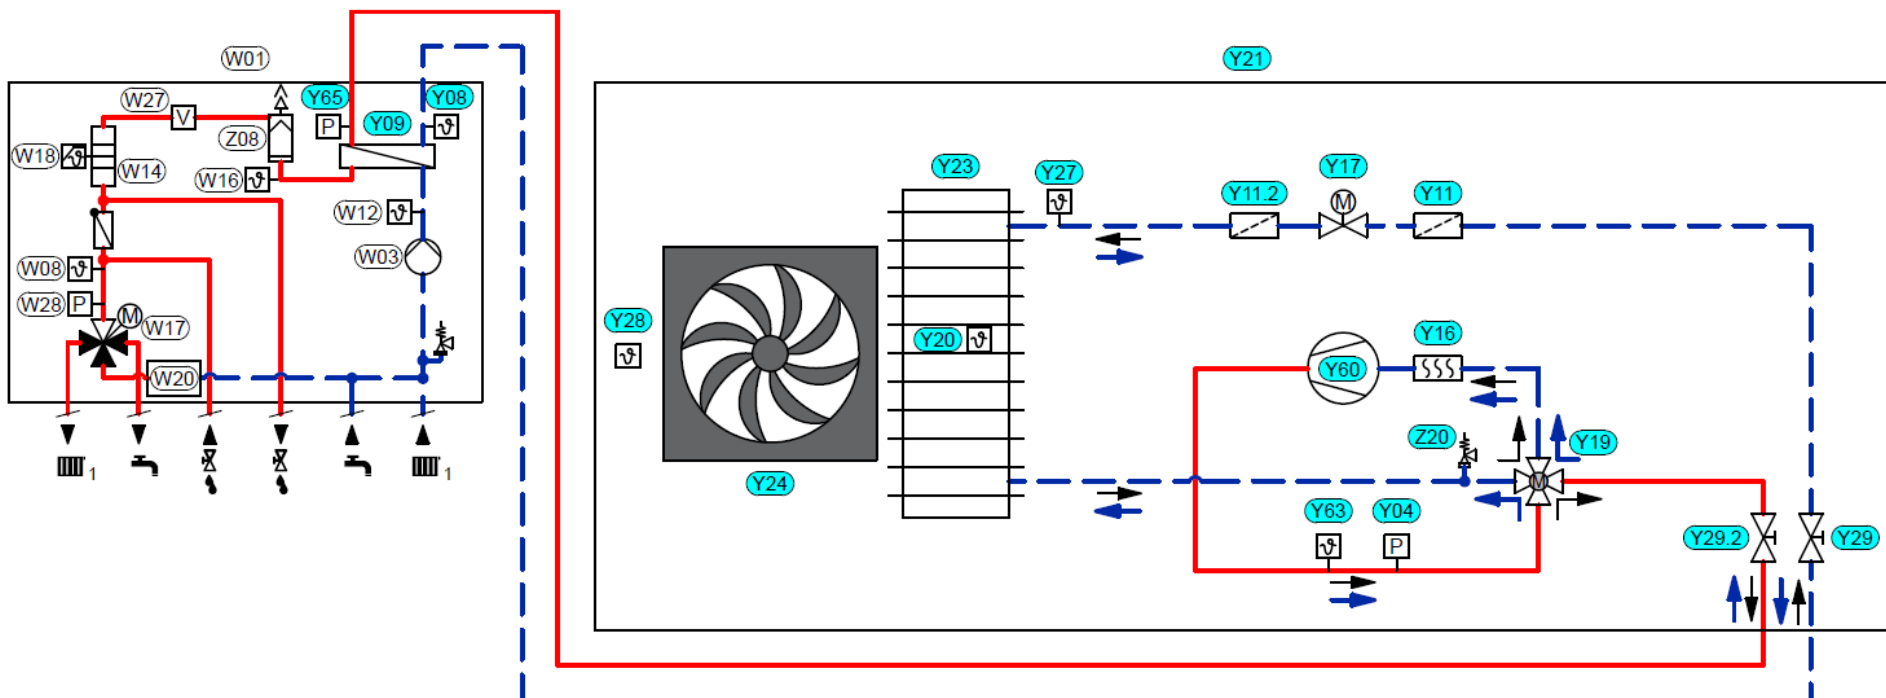 W01
Y21
W27
V
Y65
Y08
P
Y09
ϑ
Z08
W18
ϑ
W14
W16
ϑ
Y23
Y27
ϑ
Y17
M
Y11.2
Y11
W12
ϑ
W03
W08
ϑ
W28
P
M
W17
Y28
ϑ
Y20
ϑ
Y16
Y60
W20
Z20
Y19
M
1
1
Y24
Y63
ϑ
Y04
P
Y29.2
Y29